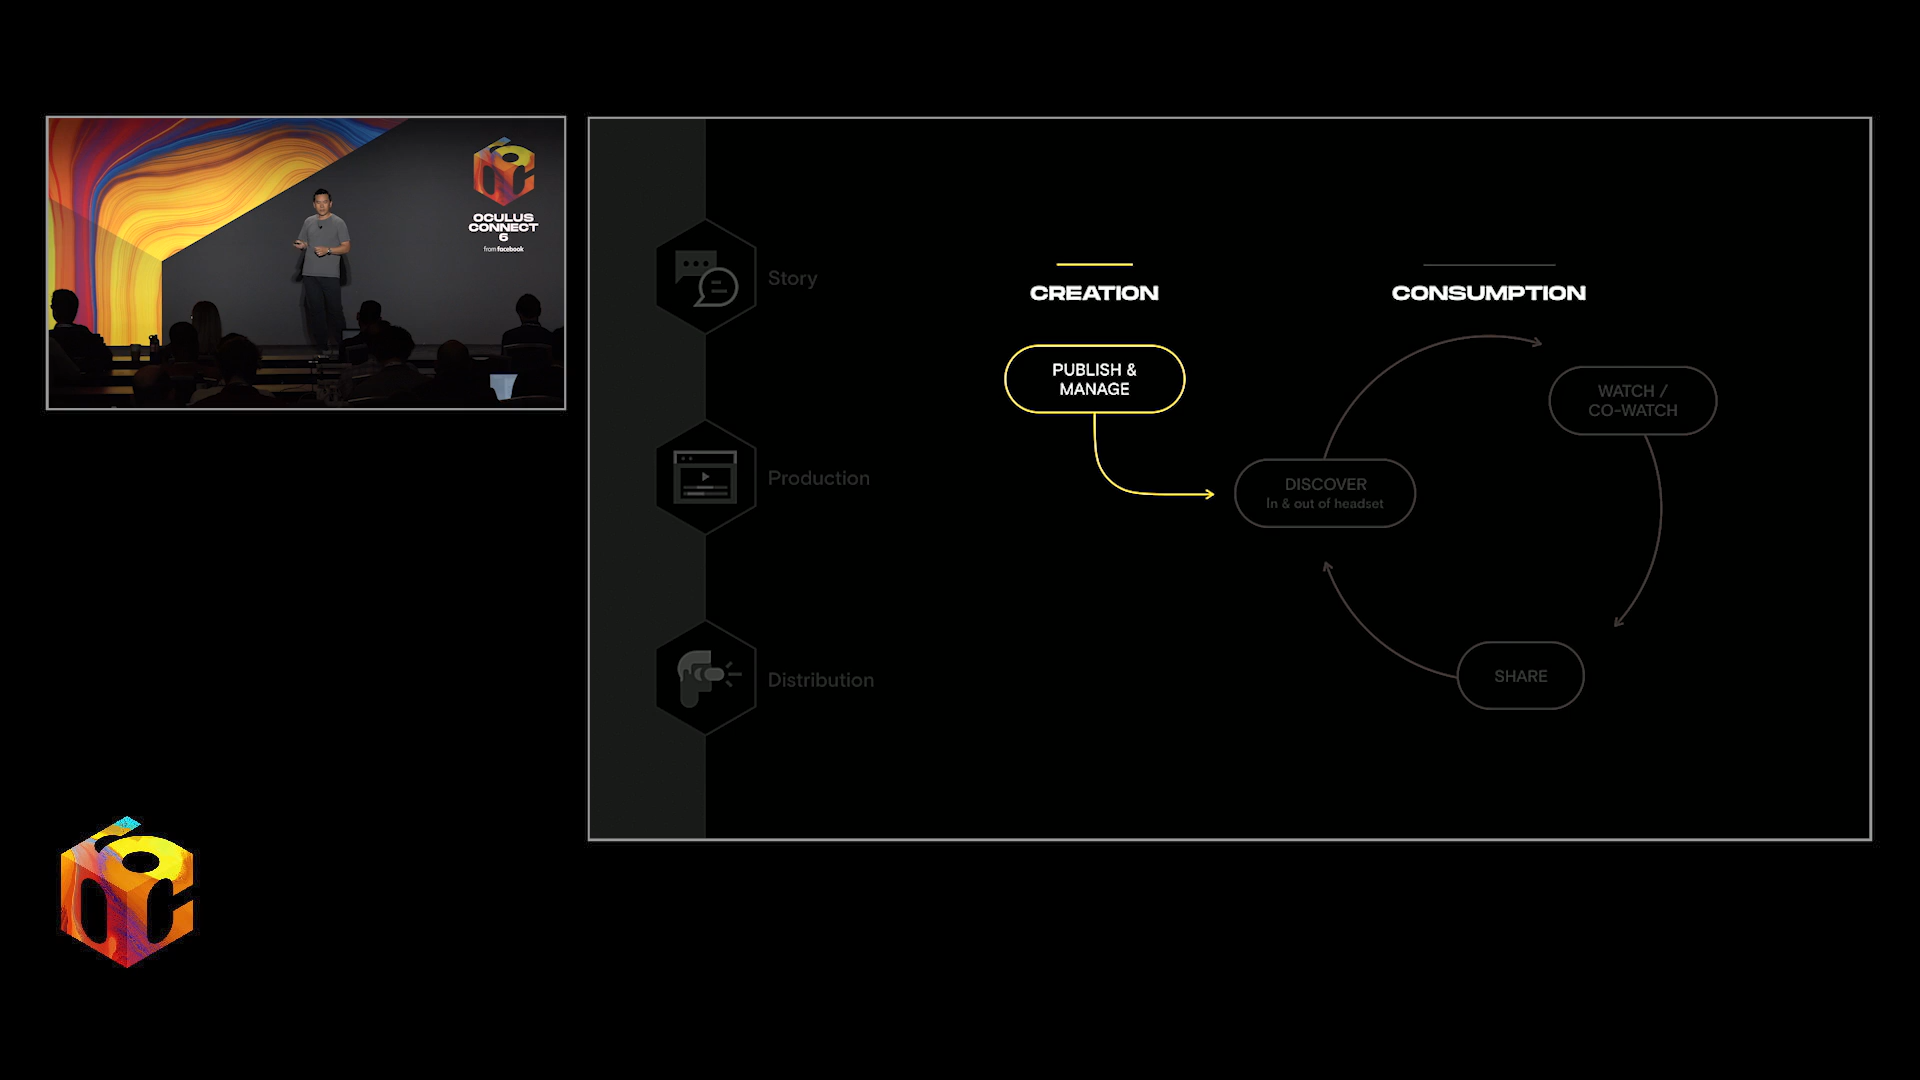 OCULUS
CONNECT
6
from facebook
Story
Production
Distribution
CREATION
PUBLISH &
MANAGE
CONSUMPTION
WATCH /
CO-WATCH
DISCOVER
In & out of headset
SHARE